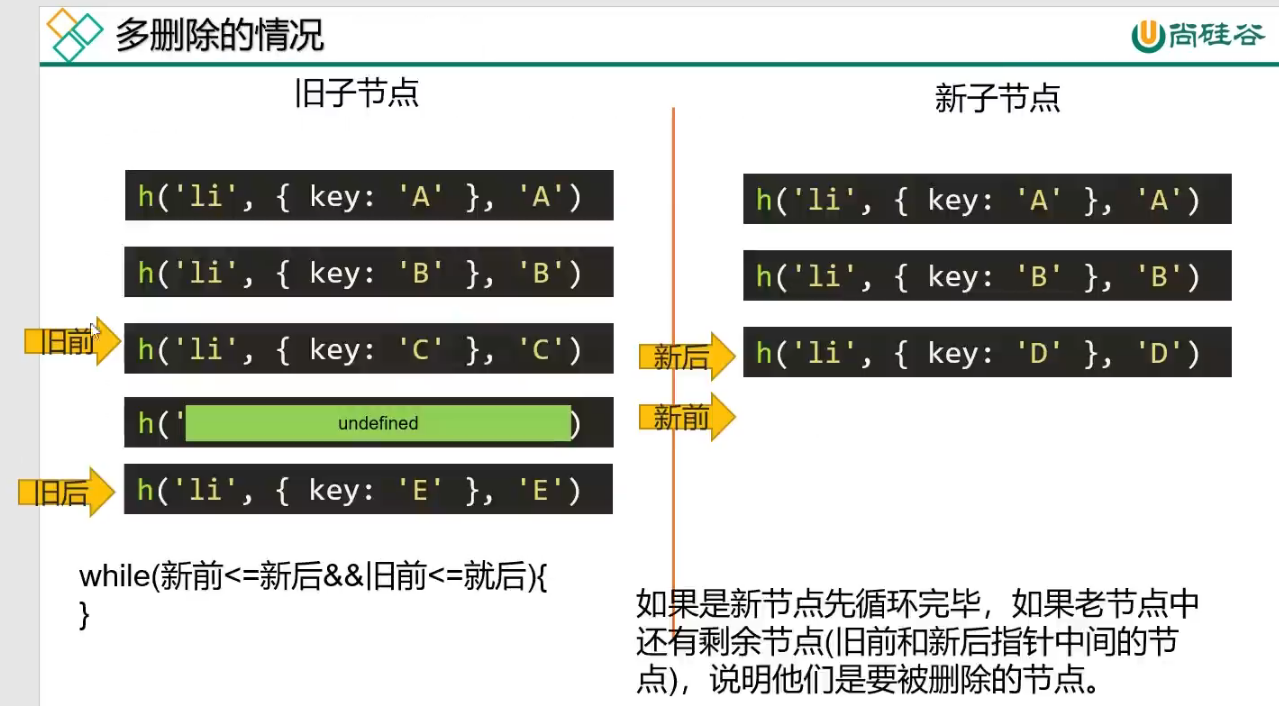 多删除的情况
尚硅谷
旧子节点
新子节点
h('li', { key: 'A' }, 'A')
h('li', { key: 'B' }, 'B')
旧前
h('li', { key: 'C' }, 'C')
h('
undefined
)
旧后
h('li', { key: 'E' }, 'E')
h('li', { key: 'A' }, 'A')
h('li', { key: 'B' }, 'B')
新后
h('li', { key: 'D' }, 'D')
新前
while(新前<=新后&&旧前<=就后){
}
如果是新节点先循环完毕，如果老节点中
还有剩余节点(旧前和新后指针中间的节
点)，说明他们是要被删除的节点。